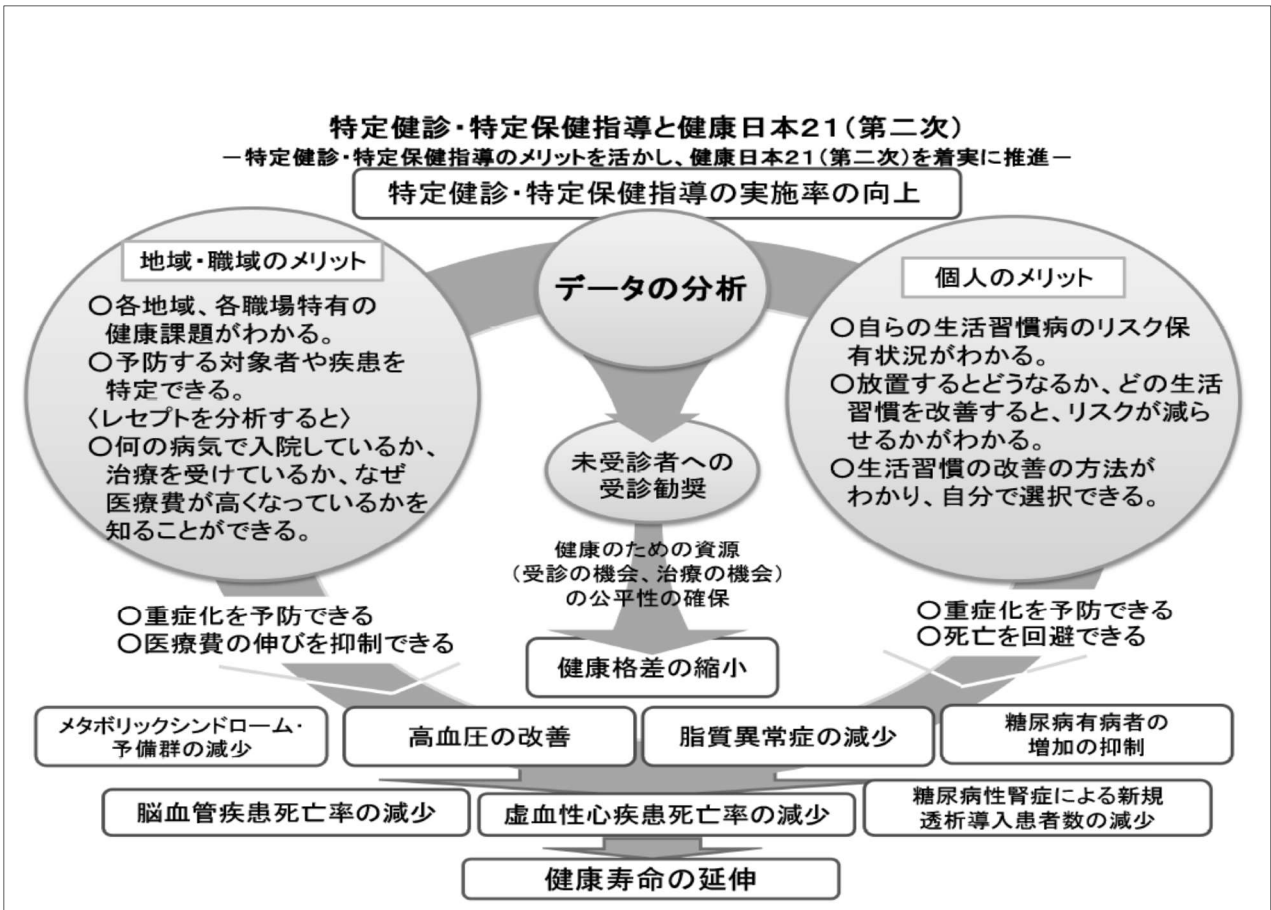 特定健診・特定保健指導と健康日本21(第二次)
－特定健診・特定保健指導のメリットを活かし、健康日本21(第二次)を着実に推進－
特定健診・特定保健指導の実施率の向上
地域・職域のメリット
○各地域、各職場特有の
健康課題がわかる。
○予防する対象者や疾患を
特定できる。
〈レセプトを分析すると〉
○何の病気で入院しているか、
治療を受けているか、なぜ
医療費が高くなっているかを
知ることができる。
データの分析
未受診者への
受診勧奨
健康のための資源
(受診の機会、治療の機会)
の公平性の確保
個人のメリット
○自らの生活習慣病のリスク保
有状況がわかる。
○放置するとどうなるか、どの生活
習慣を改善すると、リスクが減ら
せるかがわかる。
○生活習慣の改善の方法が
わかり、自分で選択できる。
○重症化を予防できる
○医療費の伸びを抑制できる
○重症化を予防できる
○死亡を回避できる
健康格差の縮小
メタボリックシンドローム・
予備群の減少
高血圧の改善
脂質異常症の減少
糖尿病有病者の
増加の抑制
脳血管疾患死亡率の減少
虚血性心疾患死亡率の減少
糖尿病性腎症による新規
透析導入患者数の減少
健康寿命の延伸